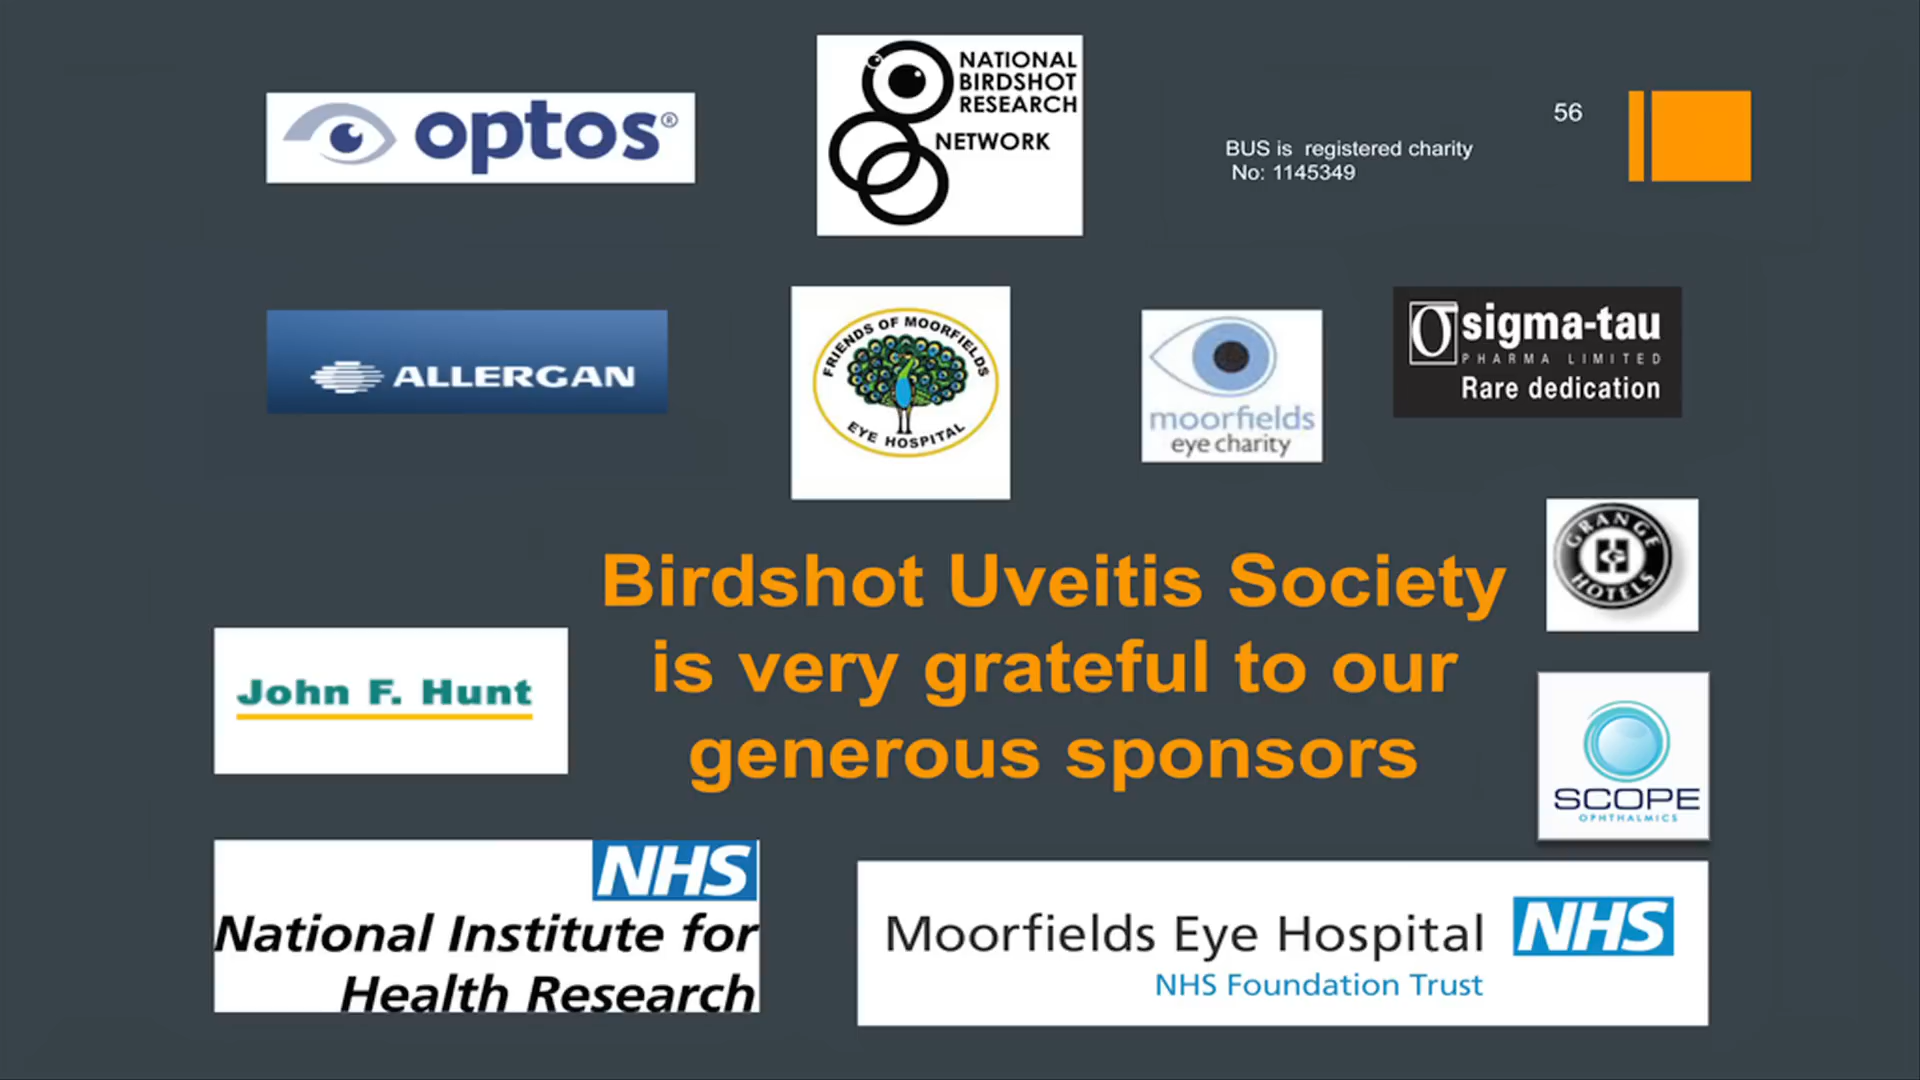 optos®
NATIONAL
BIRDSHOT
RESEARCH
NETWORK
BUS is registered charity
No: 1145349
56
ALLERGAN
FRIENDS OF MOORFIELDS
EYE HOSPITAL
moorfields
eye charity
σ sigma-tau
PHARMA LIMITED
Rare dedication
GRANGE
HOTELS
Birdshot Uveitis Society
is very grateful to our
generous sponsors
John F. Hunt
SCOPE
OPHTHALMICS
NHS
National Institute for
Health Research
Moorfields Eye Hospital NHS
NHS Foundation Trust